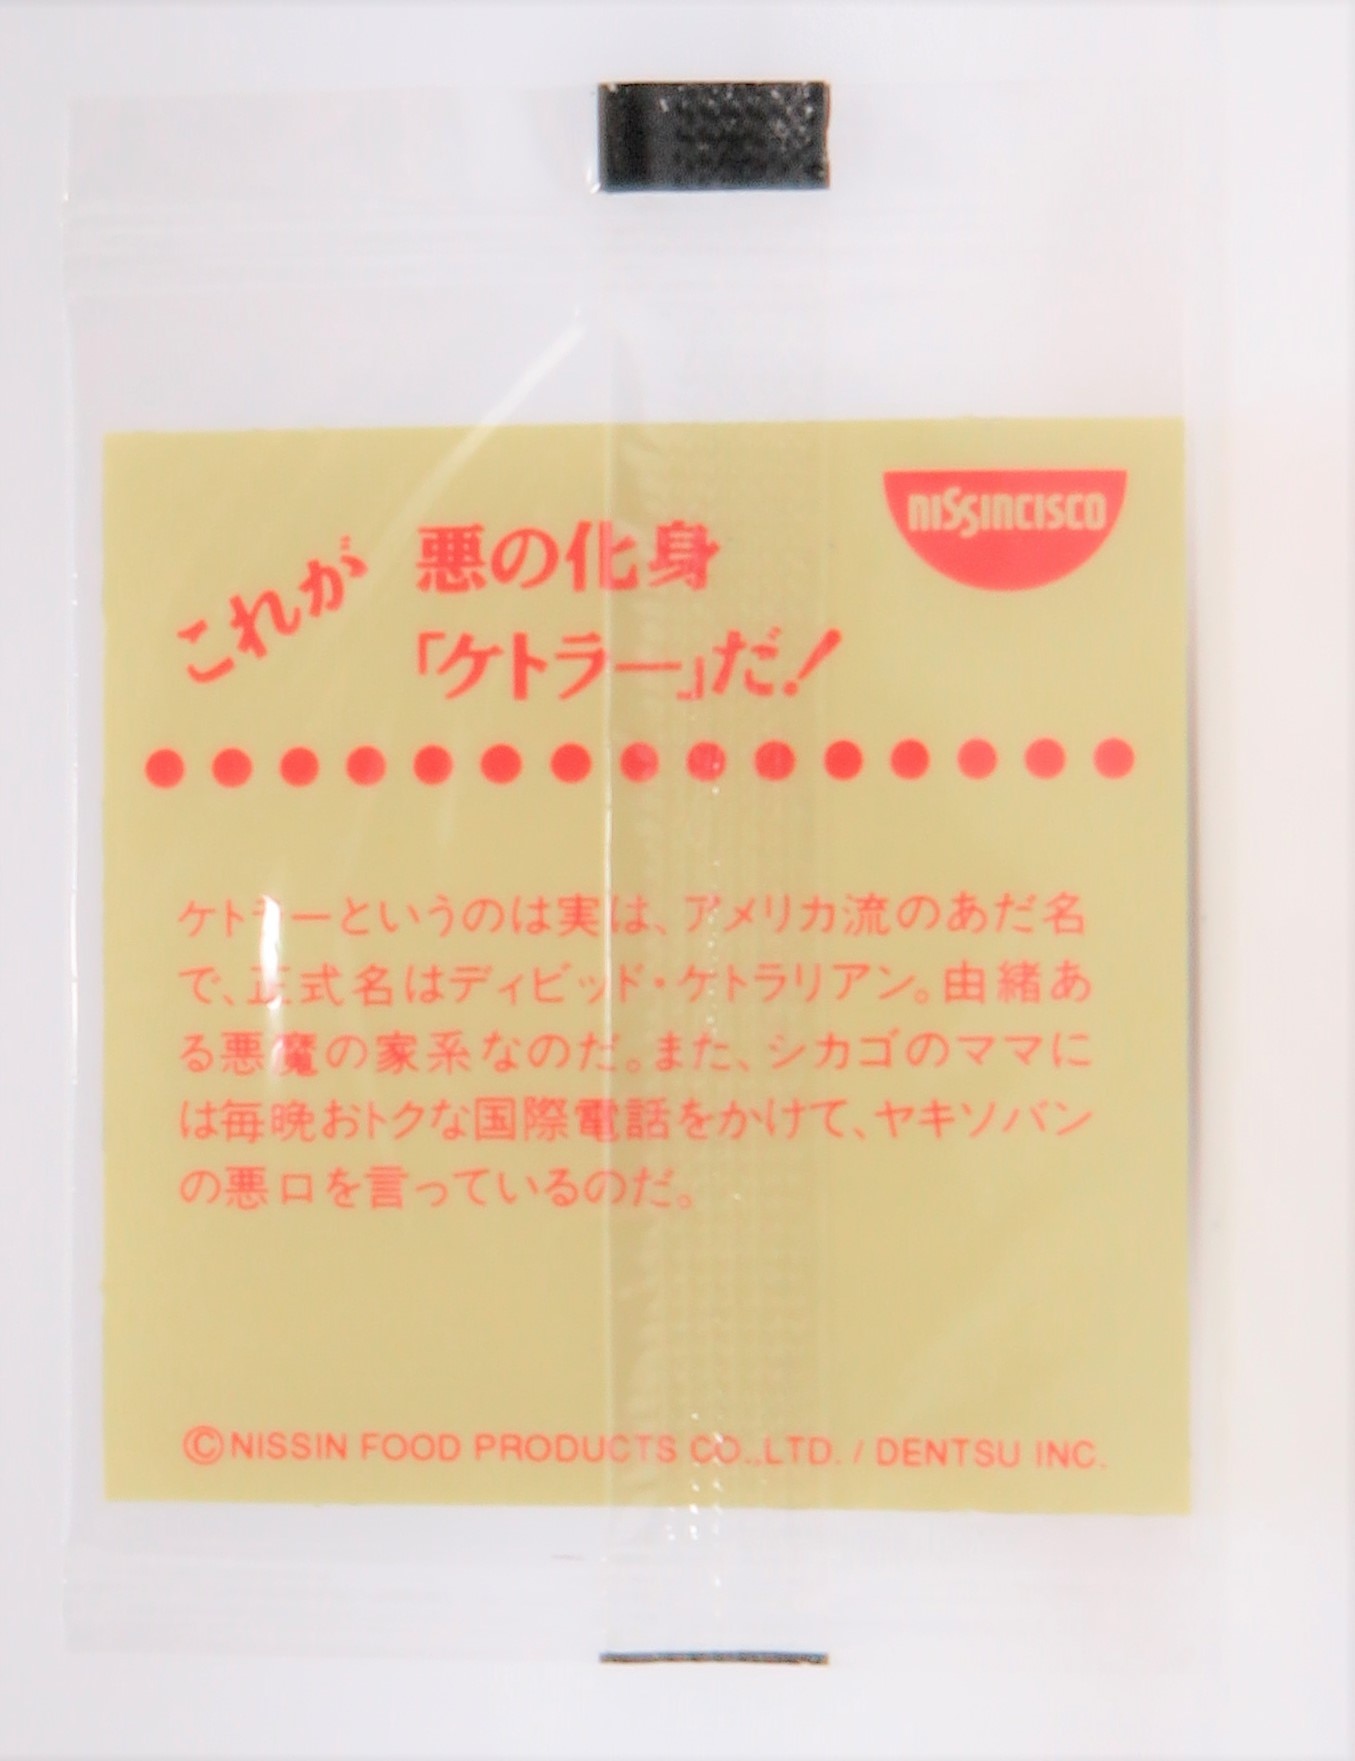 nissincisco
これが
悪の化身
「ケトラー」だ!
ケトラーというのは実は、アメリカ流のあだ名
で、正式名はディビッド・ケトラリアン。由緒あ
る悪魔の家系なのだ。また、シカゴのママに
は毎晩おトクな国際電話をかけて、ヤキソバン
の悪口を言っているのだ。
©NISSIN FOOD PRODUCTS CO.,LTD. / DENTSU INC.